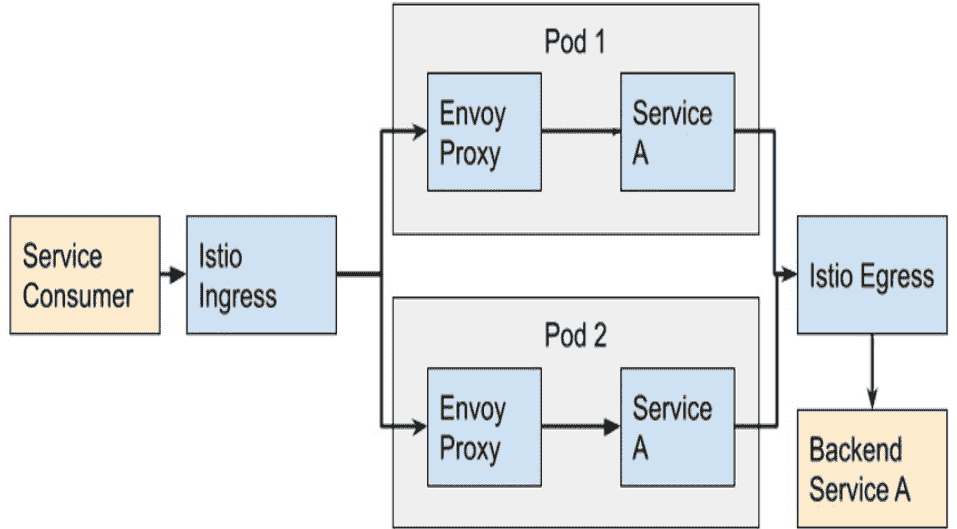 Pod 1
Envoy
Proxy
Service
A
Service
Consumer
Istio
Ingress
Istio Egress
Pod 2
Envoy
Proxy
Service
A
Backend
Service A